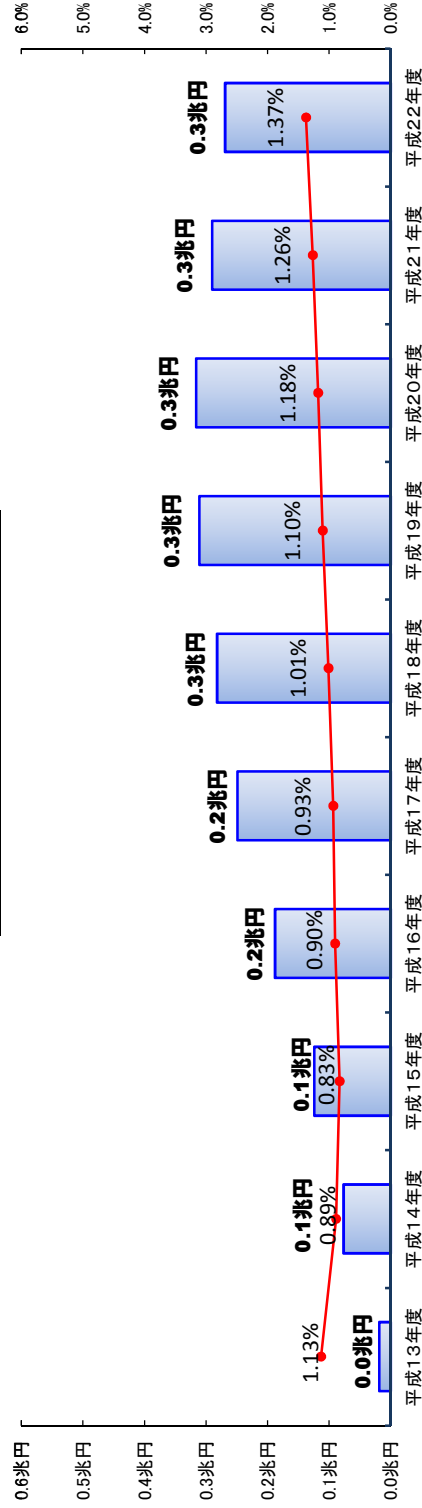 0.6兆円
0.5兆円
0.4兆円
0.3兆円
0.2兆円
0.1兆円
0.0兆円
6.0%
5.0%
4.0%
3.0%
2.0%
1.0%
0.0%
0.0兆円
0.1兆円
0.1兆円
0.2兆円
0.2兆円
0.3兆円
0.3兆円
0.3兆円
0.3兆円
0.3兆円
1.13%
0.89%
0.83%
0.90%
0.93%
1.01%
1.10%
1.18%
1.26%
1.37%
平成13年度
平成14年度
平成15年度
平成16年度
平成17年度
平成18年度
平成19年度
平成20年度
平成21年度
平成22年度